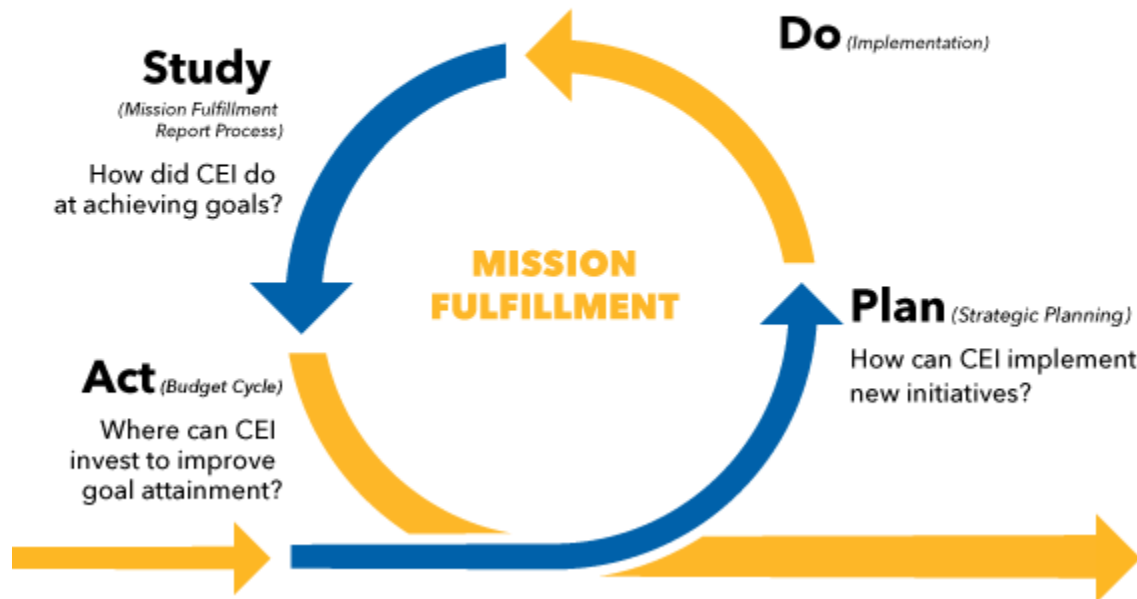 Do (Implementation)
Study
(Mission Fulfillment
Report Process)
How did CEI do
at achieving goals?
MISSION
FULFILLMENT
Plan (Strategic Planning)
How can CEI implement
new initiatives?
Act (Budget Cycle)
Where can CEI
invest to improve
goal attainment?